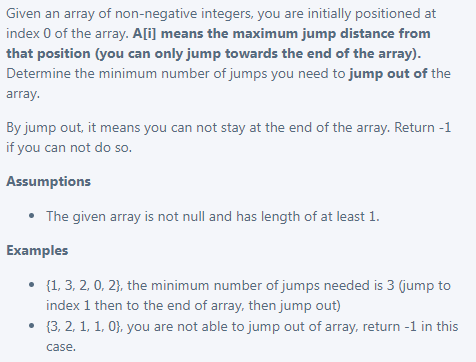 Given an array of non-negative integers, you are initially positioned at
index 0 of the array. A[i] means the maximum jump distance from
that position (you can only jump towards the end of the array).
Determine the minimum number of jumps you need to jump out of the
array.
By jump out, it means you can not stay at the end of the array. Return -1
if you can not do so.
Assumptions
• The given array is not null and has length of at least 1.
Examples
• {1, 3, 2, 0, 2}, the minimum number of jumps needed is 3 (jump to
index 1 then to the end of array, then jump out)
• {3, 2, 1, 1, 0}, you are not able to jump out of array, return -1 in this
case.